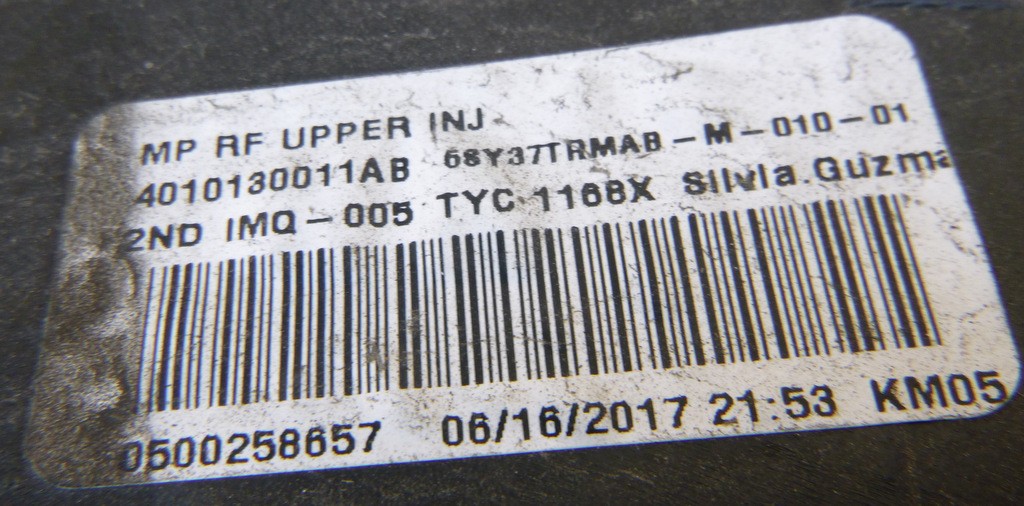 MP RF UPPER INJ
4010130011AB 68Y37TRMAB-M-010-01
2ND IMQ-005 TYC 1168X Silvia.Guzma
0500258657 06/16/2017 21:53 KM05